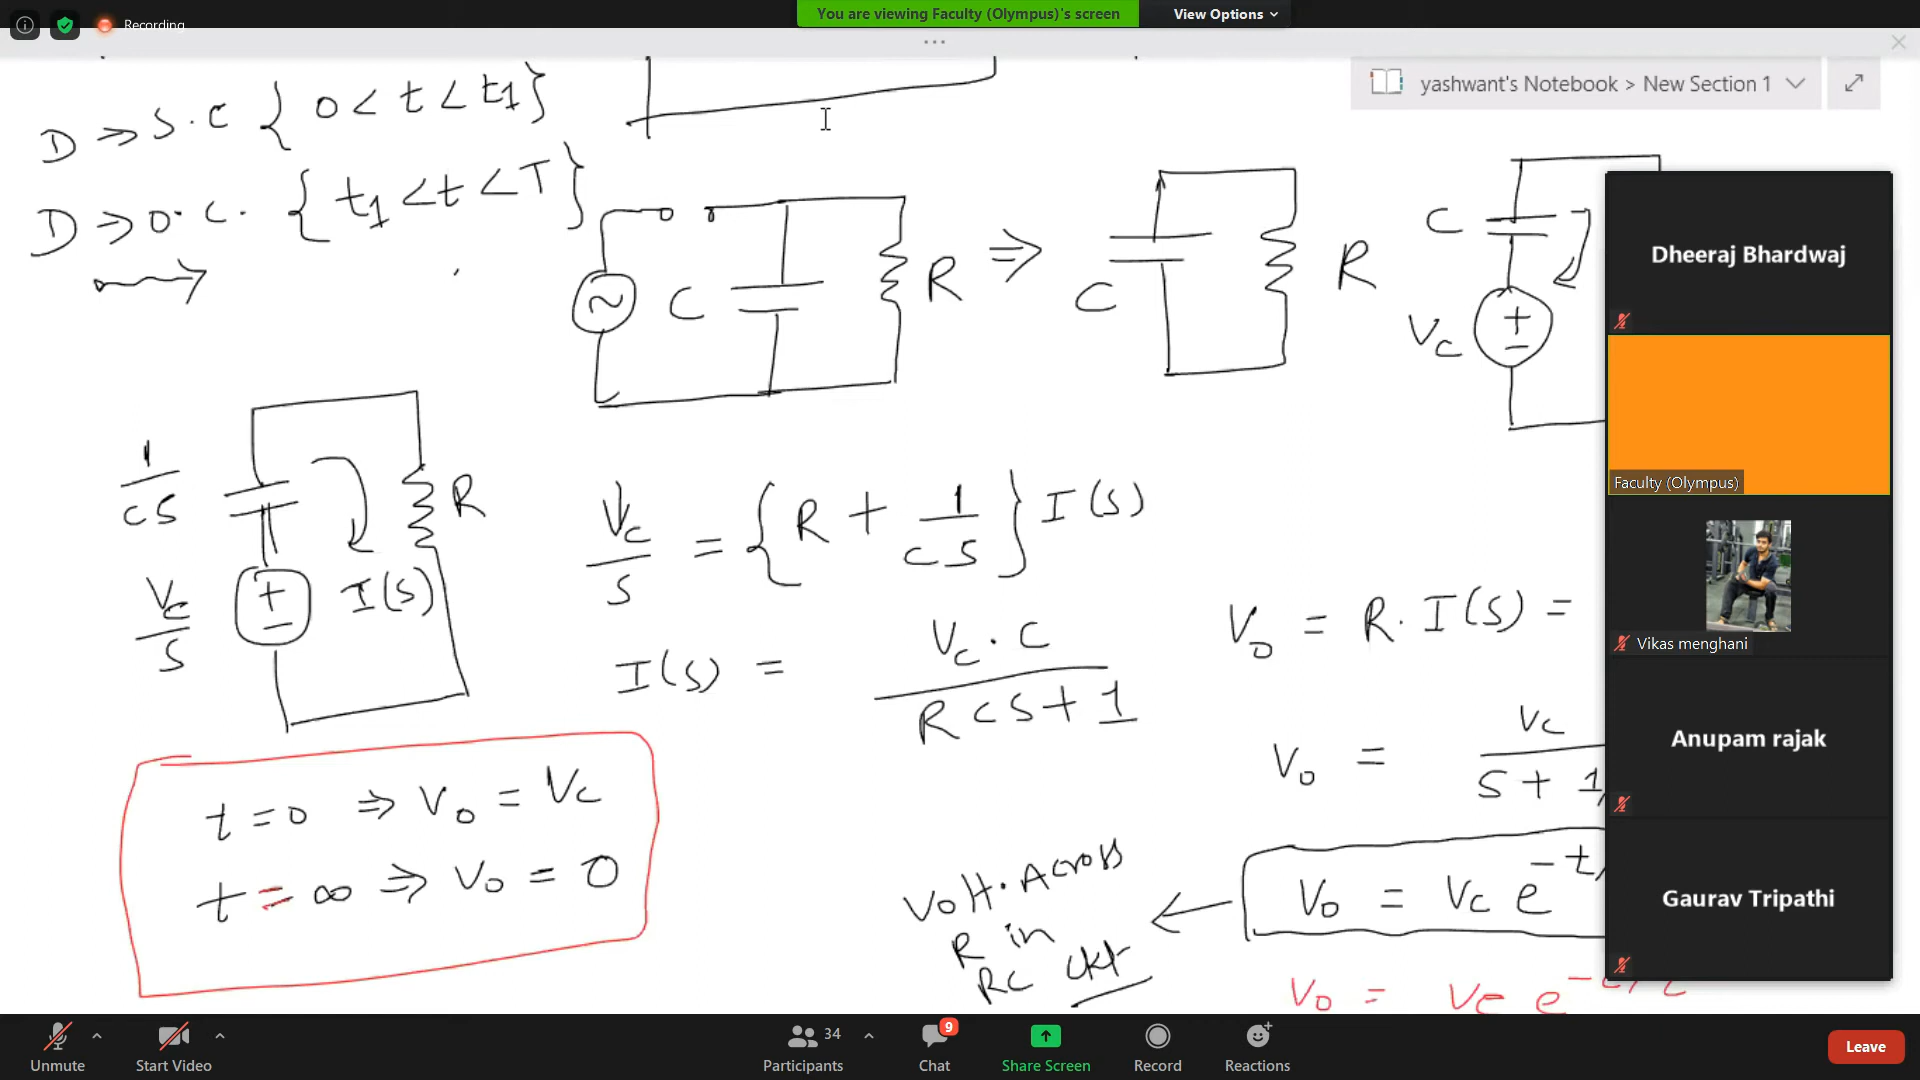 Recording
You are viewing Faculty (Olympus)'s screen
View Options
yashwant's Notebook > New Section 1
D => S.C { 0 < t < t1 }
D => O.C. { t1 < t < T }
C
R
=>
C
R
C
Vc
Dheeraj Bhardwaj
Faculty (Olympus)
Vikas menghani
Anupam rajak
Gaurav Tripathi
1/CS
R
Vc/S
I(S)
Vc/S = { R + 1/CS } I(S)
I(S) = Vc . C / RCS + 1
Vo = R . I(S) =
Vo = Vc / S + 1/
t = 0 => Vo = Vc
t = ∞ => Vo = 0
Volt. Across
R in
RC ckt
Vo = Vc e^-t/
Vo = Vc e^-t/τ
Unmute
Start Video
34
Participants
9
Chat
Share Screen
Record
Reactions
Leave